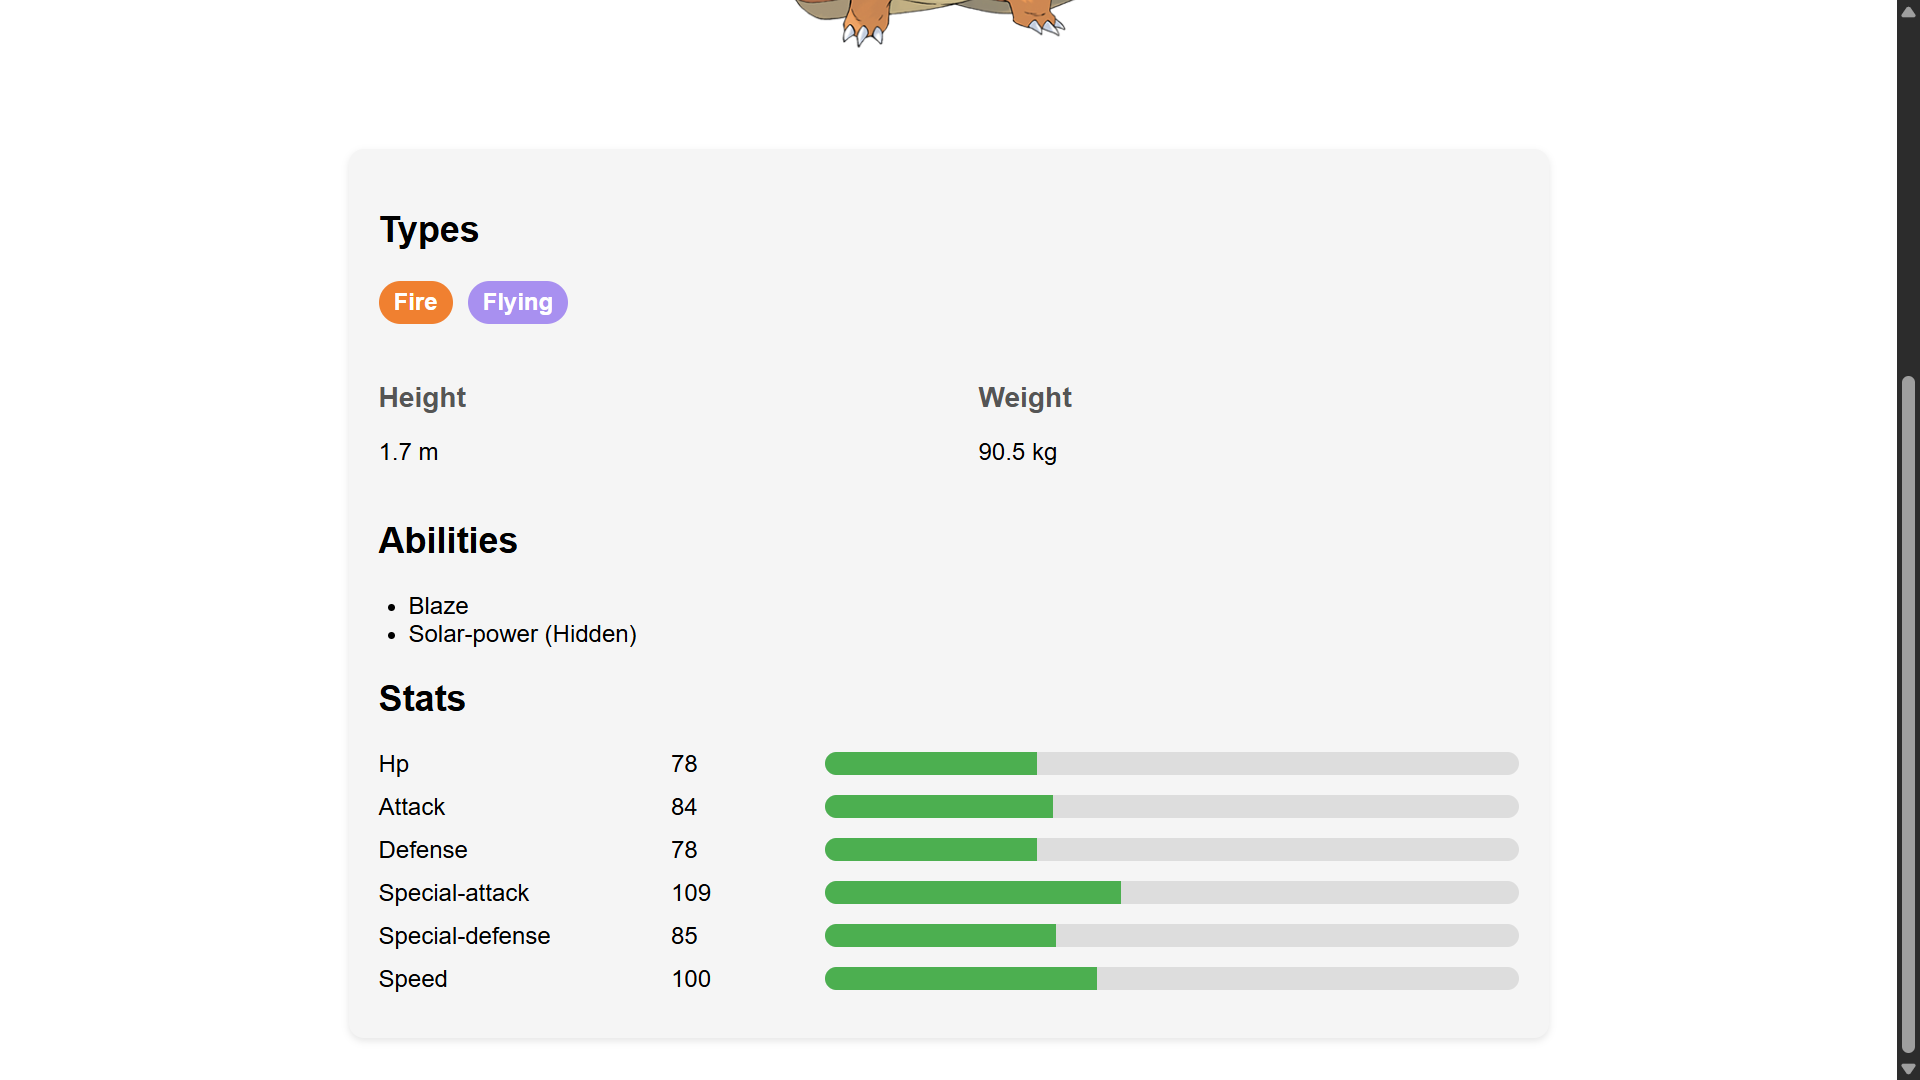 Types
Fire Flying
Height Weight
1.7 m 90.5 kg
Abilities
Blaze
Solar-power (Hidden)
Stats
Hp 78
Attack 84
Defense 78
Special-attack 109
Special-defense 85
Speed 100